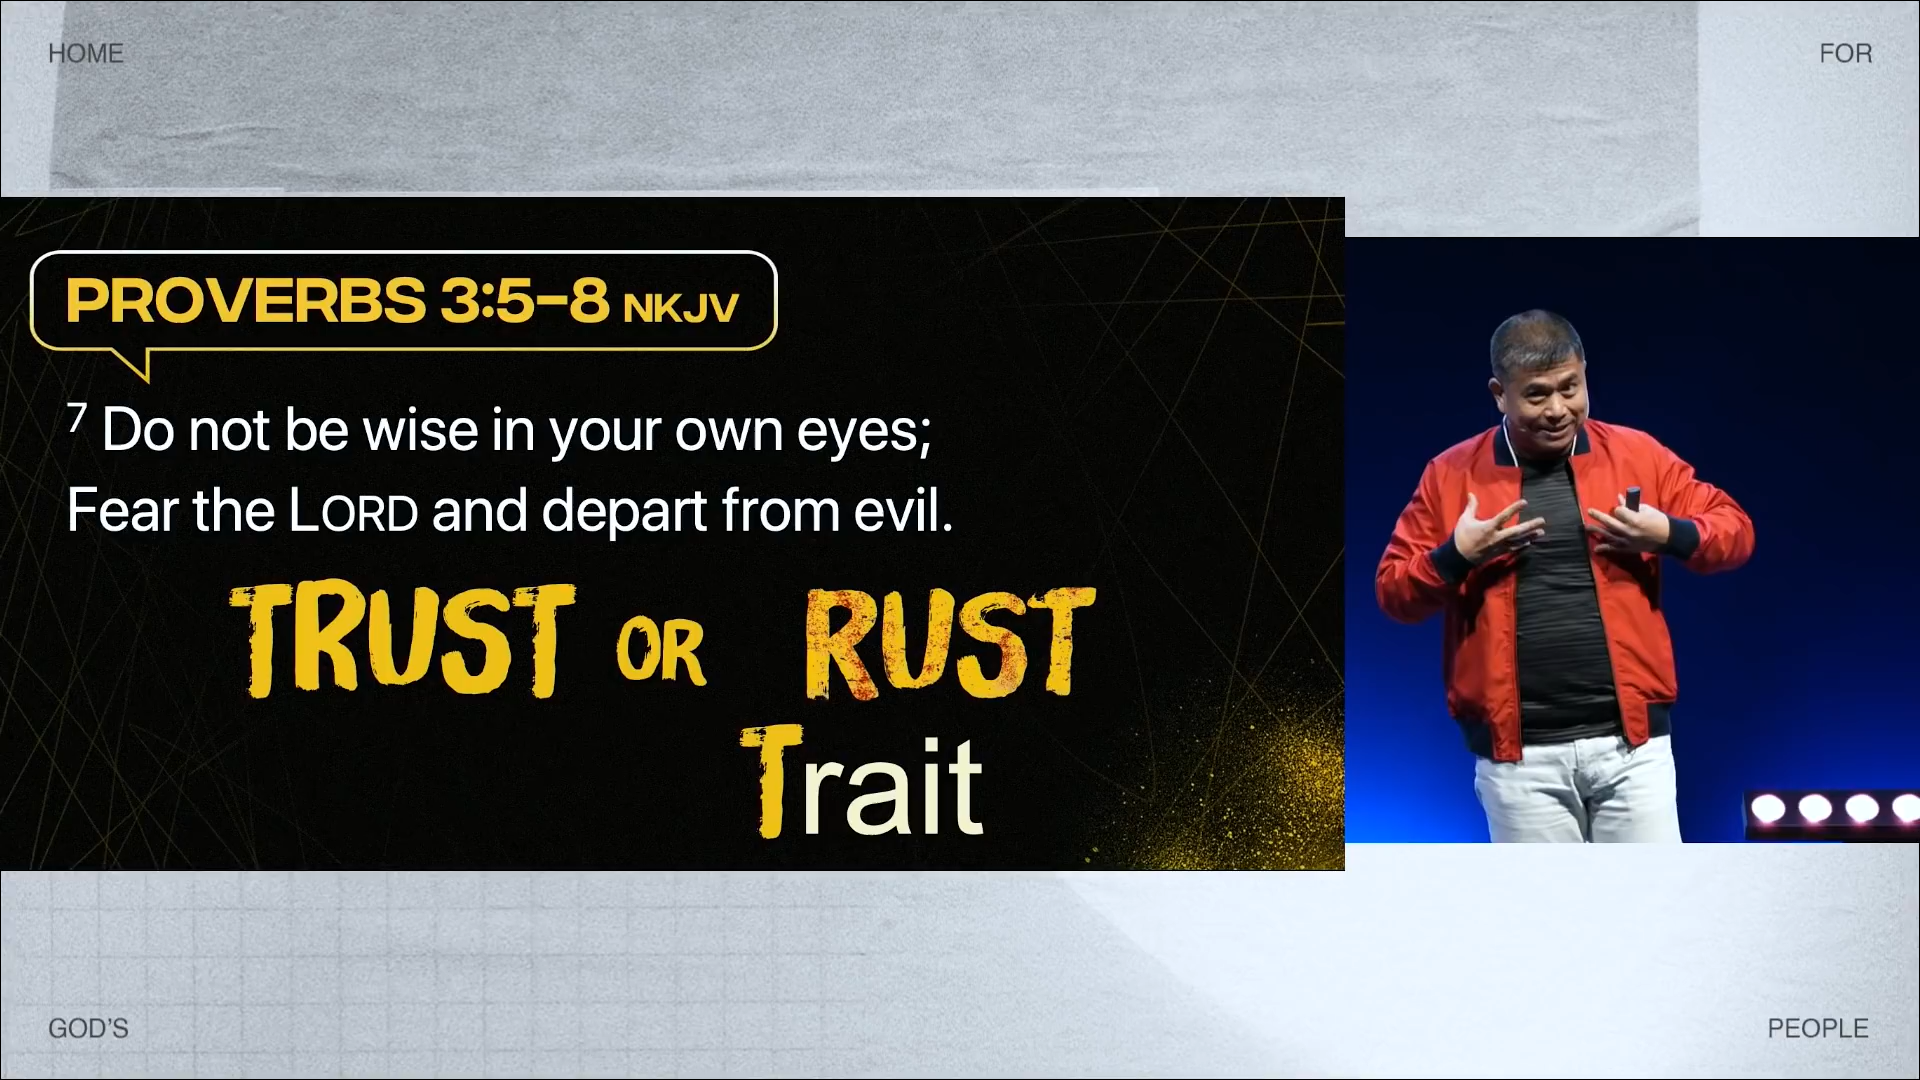 HOME
FOR
PROVERBS 3:5–8 NKJV
7 Do not be wise in your own eyes;
Fear the LORD and depart from evil.
TRUST OR RUST
Trait
GOD'S
PEOPLE